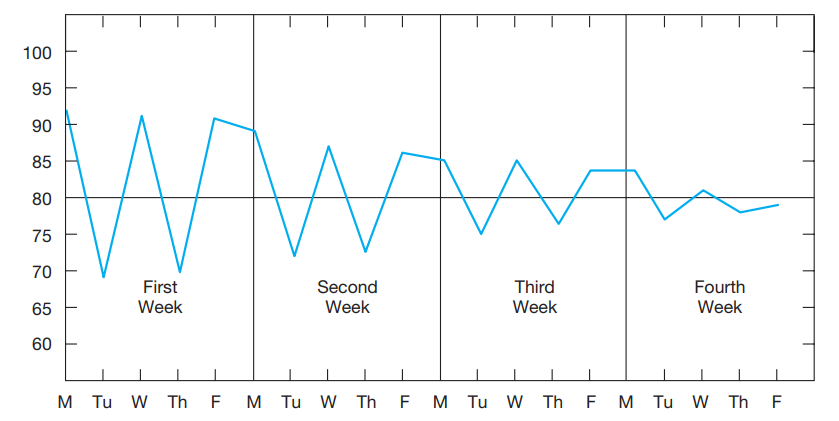 100
95
90
85
80
75
70
65
60
First
Week
Second
Week
Third
Week
Fourth
Week
M Tu W Th F M Tu W Th F M Tu W Th F M Tu W Th F